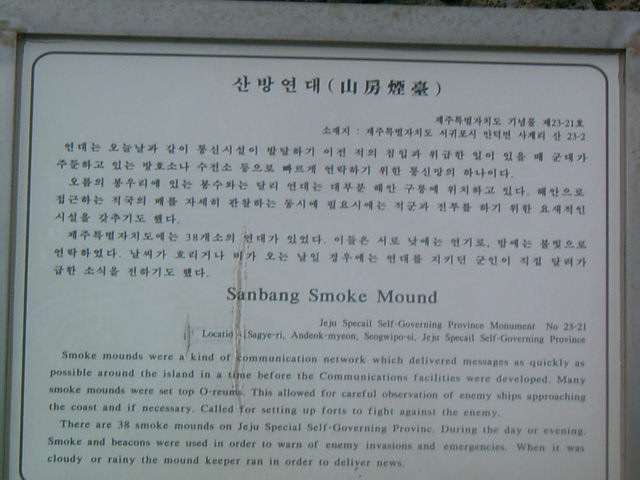 산방연대(山房煙臺)
제주특별자치도 기념물 제23-21호
소재지 : 제주특별자치도 서귀포시 안덕면 사계리 산 23-2
연대는 오늘날과 같이 통신시설이 발달하기 이전 적의 침입과 위급한 일이 있을 때 군대가
주둔하고 있는 방호소나 수전소 등으로 빠르게 연락하기 위한 통신망의 하나이다.
오름의 봉우리에 있는 봉수와는 달리 연대는 대부분 해안 구릉에 위치하고 있다. 해안으로
접근하는 적국의 배를 자세히 관찰하는 동시에 필요시에는 적군과 전투를 하기 위한 요새적인
시설을 갖추기도 했다.
제주특별자치도에는 38개소의 연대가 있었다. 이들은 서로 낮에는 연기로, 밤에는 불빛으로
연락하였다. 날씨가 흐리거나 비가 오는 날일 경우에는 연대를 지키던 군인이 직접 달려가
급한 소식을 전하기도 했다.
Sanbang Smoke Mound
Jeju Specail Self-Governing Province Monument No 23-21
Locatio Sagye-ri, Andeok-myeon, Seogwipo-si, Jeju Specail Self-Governing Province
Smoke mounds were a kind of communication network which delivered messages as quickly as
possible around the island in a time before the Communications facilities were developed. Many
smoke mounds were set top O-reums. This allowed for careful observation of enemy ships approaching
the coast and if necessary. Called for setting up forts to fight against the enemy.
There are 38 smoke mounds on Jeju Special Self-Governing Provinc. During the day or evening.
Smoke and beacons were used in order to warn of enemy invasions and emergencies. When it was
cloudy or rainy the mound keeper ran in order to deliver news.